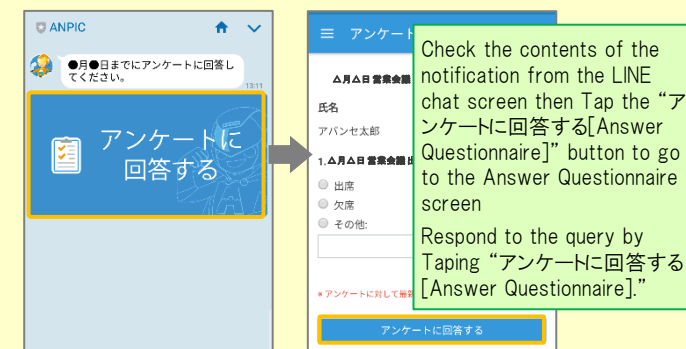 ANPIC
●月●日までにアンケートに回答し
てください。
13:11
アンケートに
回答する
アンケート
△月△日 営業会議
氏名
アバンセ太郎
1.△月△日 営業会議 出
出席
欠席
その他:
* アンケートに対して最新
アンケートに回答する
Check the contents of the
notification from the LINE
chat screen then Tap the “ア
ンケートに回答する[Answer
Questionnaire]” button to go
to the Answer Questionnaire
screen
Respond to the query by
Taping “アンケートに回答する
[Answer Questionnaire].”